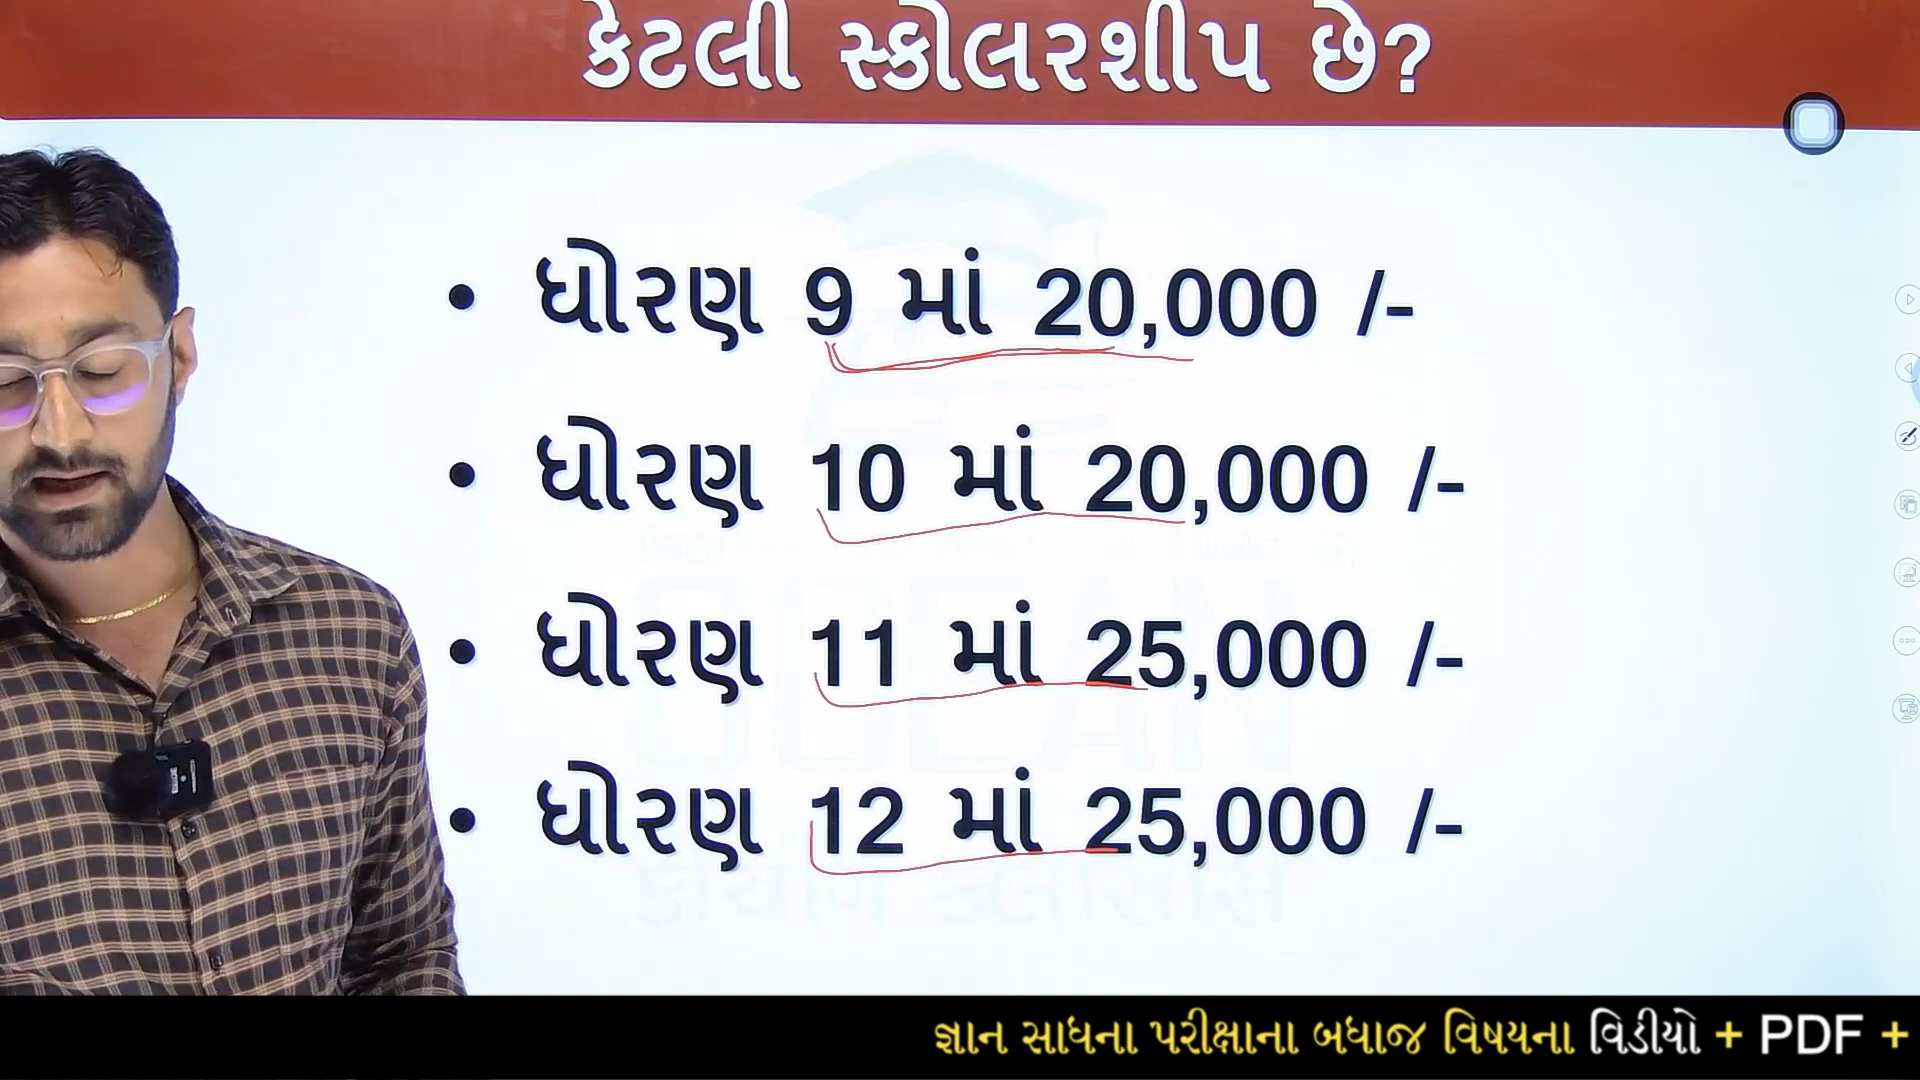 કેટલી સ્કોલરશીપ છે?
• ધોરણ 9 માં 20,000 /-
• ધોરણ 10 માં 20,000 /-
• ધોરણ 11 માં 25,000 /-
• ધોરણ 12 માં 25,000 /-
જ્ઞાન સાધના પરીક્ષાના બધાજ વિષયના વિડીયો + PDF +